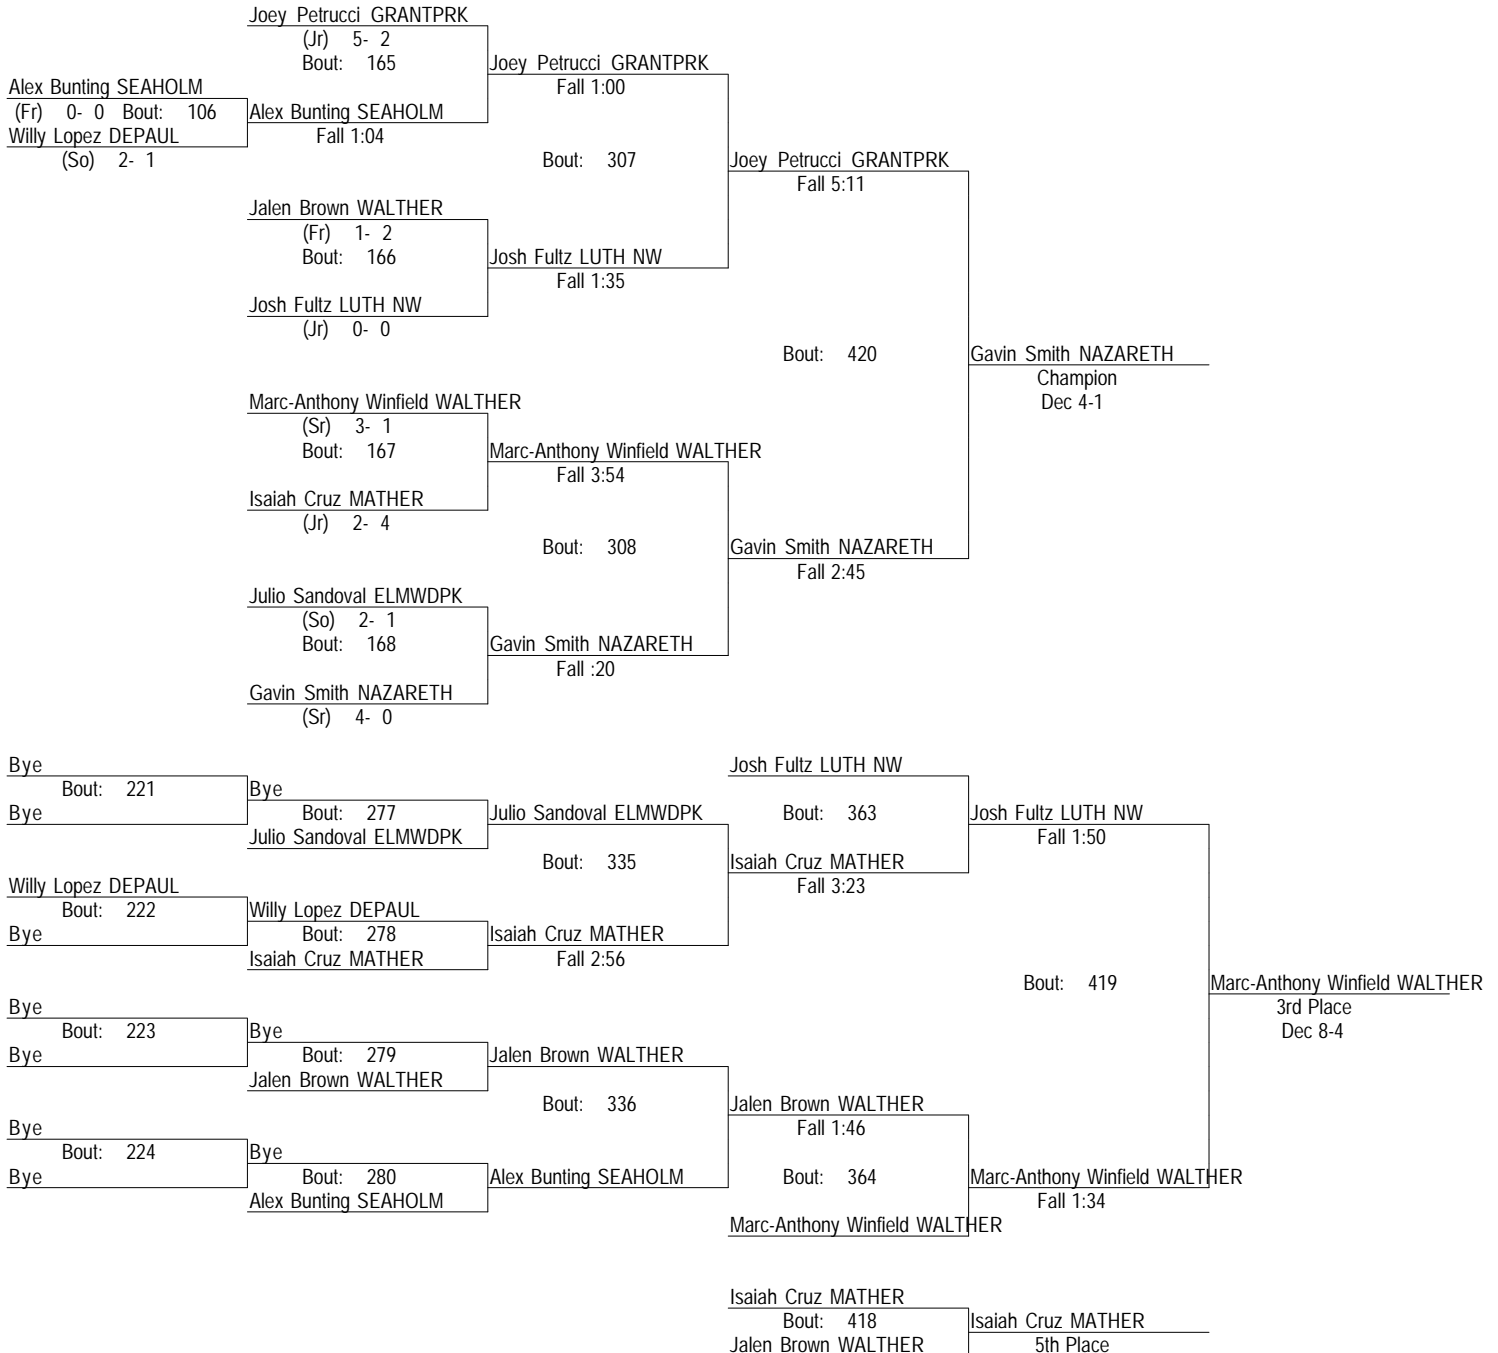 Joey Petrucci GRANTPRK
(Jr) 5- 2
Bout: 165
Joey Petrucci GRANTPRK
Fall 1:00
Alex Bunting SEAHOLM
(Fr) 0- 0 Bout: 106
Alex Bunting SEAHOLM
Willy Lopez DEPAUL
Fall 1:04
(So) 2- 1
Bout: 307
Joey Petrucci GRANTPRK
Fall 5:11
Jalen Brown WALTHER
(Fr) 1- 2
Bout: 166
Josh Fultz LUTH NW
Fall 1:35
Josh Fultz LUTH NW
(Jr) 0- 0
Bout: 420
Gavin Smith NAZARETH
Champion
Dec 4-1
Marc-Anthony Winfield WALTHER
(Sr) 3- 1
Bout: 167
Marc-Anthony Winfield WALTHER
Fall 3:54
Isaiah Cruz MATHER
(Jr) 2- 4
Bout: 308
Gavin Smith NAZARETH
Fall 2:45
Julio Sandoval ELMWDPK
(So) 2- 1
Bout: 168
Gavin Smith NAZARETH
Fall :20
Gavin Smith NAZARETH
(Sr) 4- 0
Bye
Josh Fultz LUTH NW
Bout: 221
Bye
Bye
Bout: 277
Julio Sandoval ELMWDPK
Bout: 363
Josh Fultz LUTH NW
Julio Sandoval ELMWDPK
Fall 1:50
Bout: 335
Isaiah Cruz MATHER
Willy Lopez DEPAUL
Fall 3:23
Bout: 222
Willy Lopez DEPAUL
Bye
Bout: 278
Isaiah Cruz MATHER
Isaiah Cruz MATHER
Fall 2:56
Bout: 419
Marc-Anthony Winfield WALTHER
3rd Place
Dec 8-4
Bye
Bout: 223
Bye
Bye
Bout: 279
Jalen Brown WALTHER
Jalen Brown WALTHER
Bout: 336
Jalen Brown WALTHER
Bye
Fall 1:46
Bout: 224
Bye
Bye
Bout: 280
Alex Bunting SEAHOLM
Bout: 364
Marc-Anthony Winfield WALTHER
Alex Bunting SEAHOLM
Fall 1:34
Marc-Anthony Winfield WALTHER
Isaiah Cruz MATHER
Bout: 418
Isaiah Cruz MATHER
Jalen Brown WALTHER
5th Place